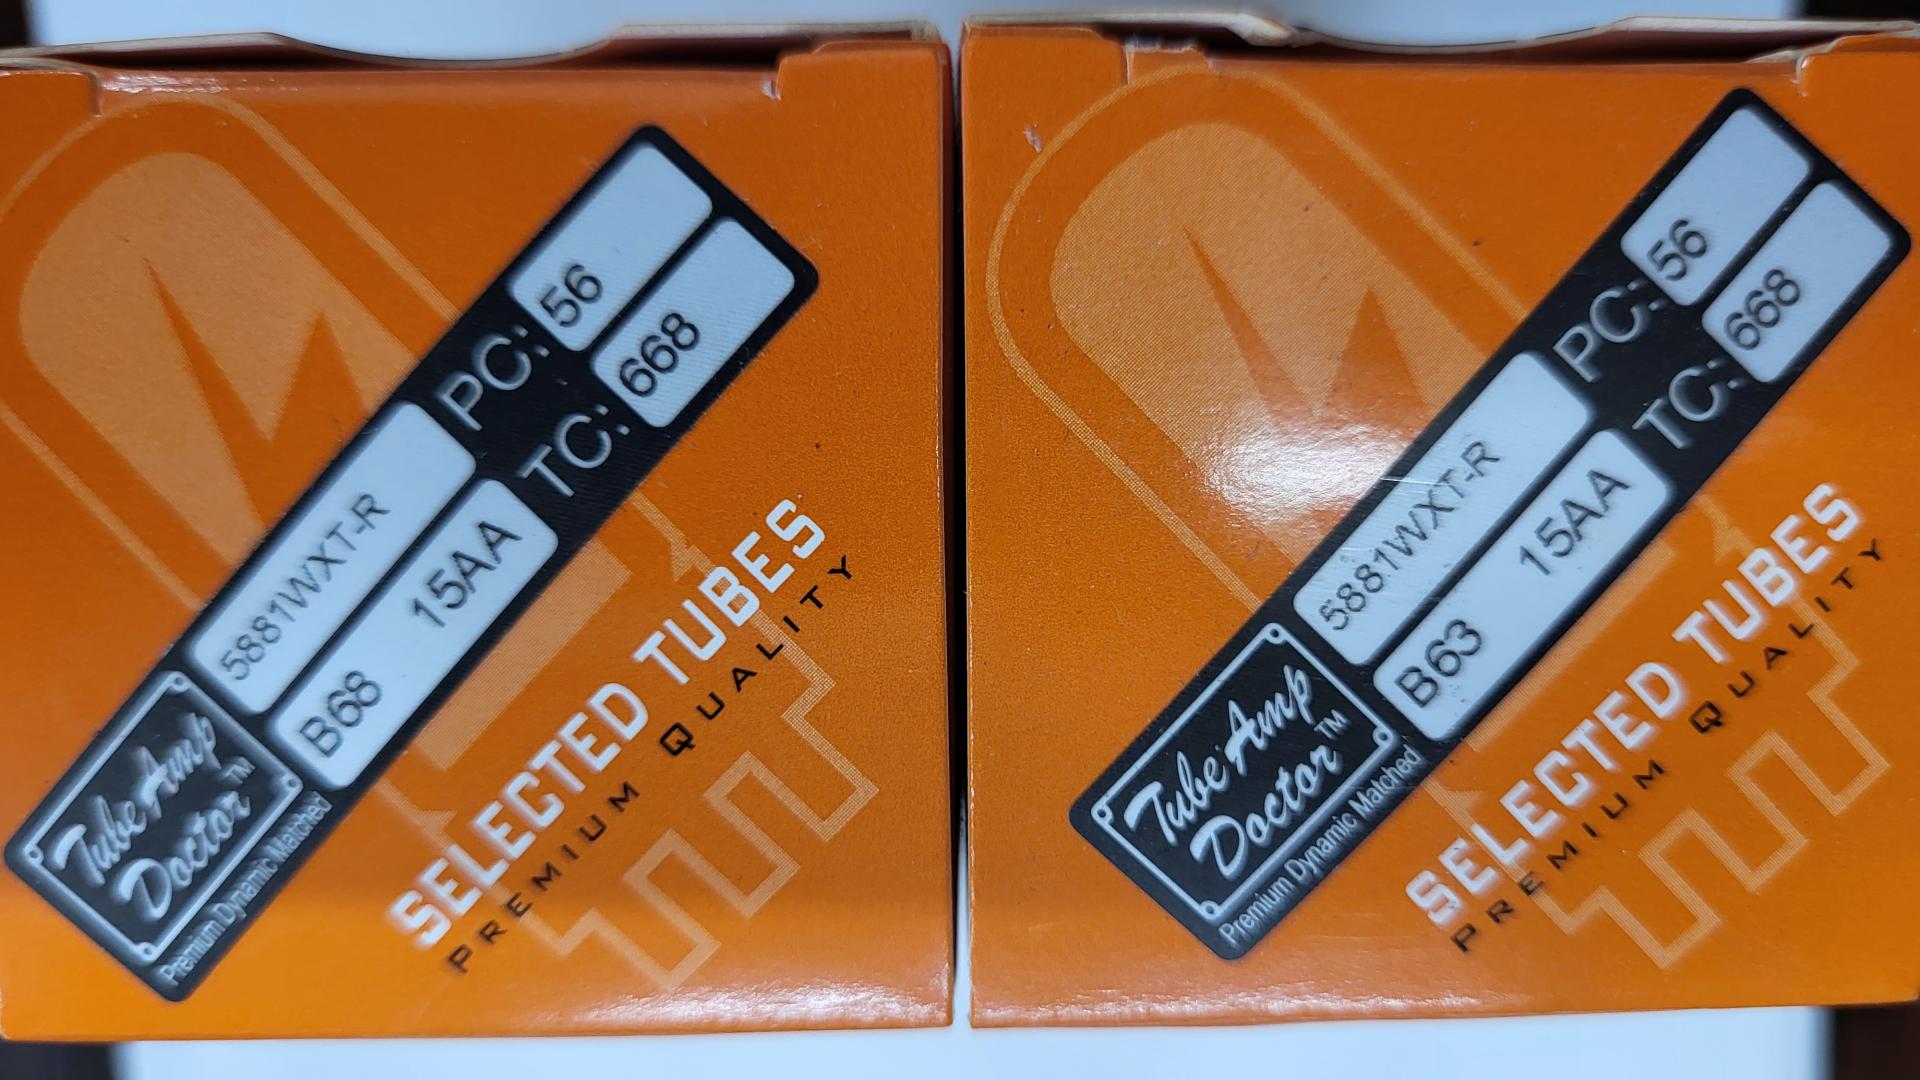 Tube Amp
Doctor™
Premium Dynamic Matched
5881WXT-R
B68 15AA
PC: 56
TC: 668
SELECTED TUBES
PREMIUM QUALITY
Tube Amp
Doctor™
Premium Dynamic Matched
5881WXT-R
B63 15AA
PC: 56
TC: 668
SELECTED TUBES
PREMIUM QUALITY